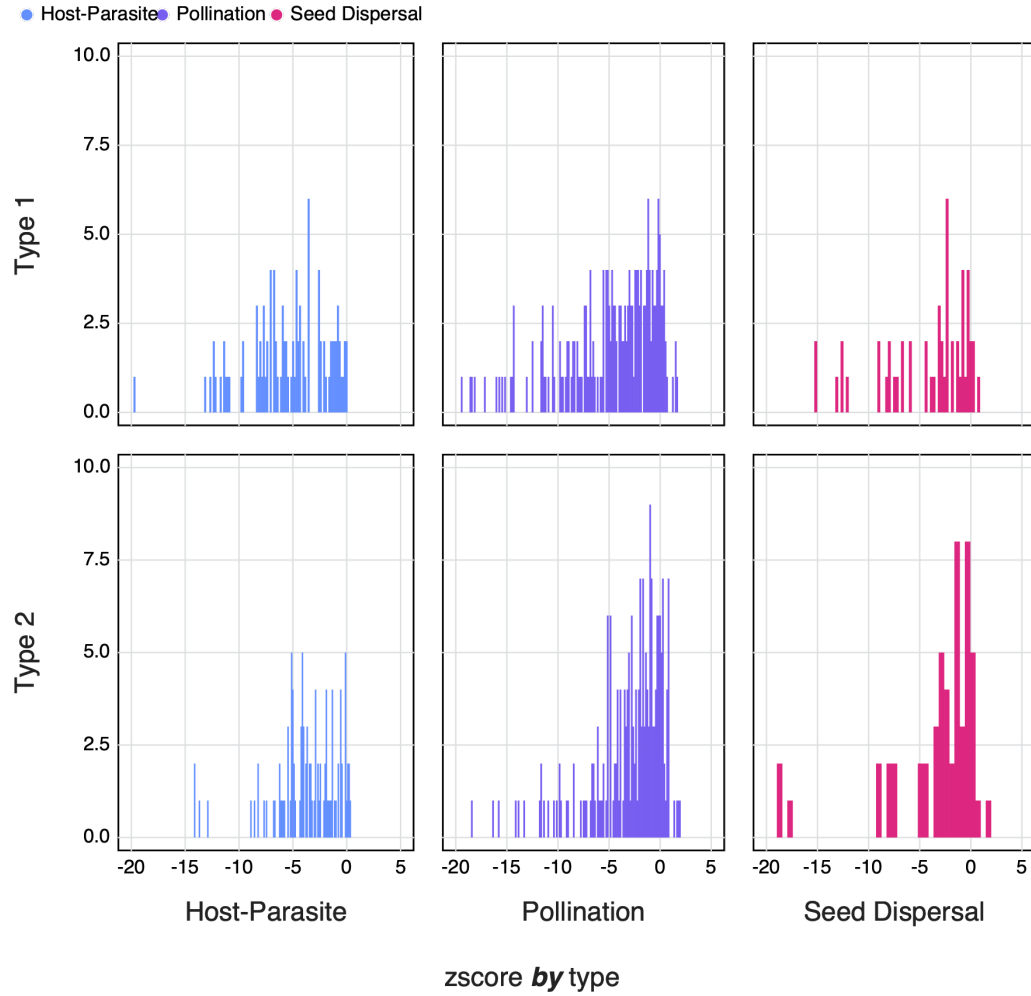 Host-Parasite Pollination Seed Dispersal
10.0
7.5
5.0
2.5
0.0
Type 1
10.0
7.5
5.0
2.5
0.0
Type 2
-20 -15 -10 -5 0 5 -20 -15 -10 -5 0 5 -20 -15 -10 -5 0 5
Host-Parasite Pollination Seed Dispersal
zscore by type